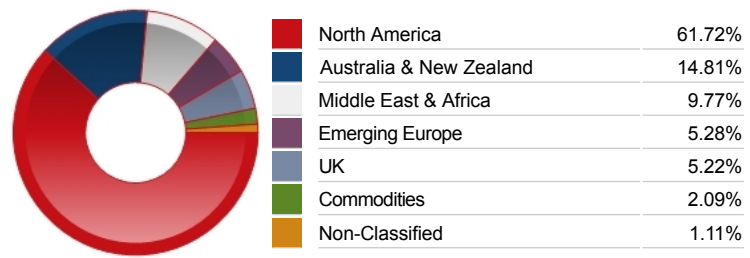 North America 61.72%
Australia & New Zealand 14.81%
Middle East & Africa 9.77%
Emerging Europe 5.28%
UK 5.22%
Commodities 2.09%
Non-Classified 1.11%